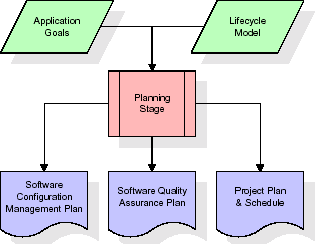 Application
Goals
Lifecycle
Model
Planning
Stage
Software
Configuration
Management Plan
Software Quality
Assurance Plan
Project Plan
& Schedule